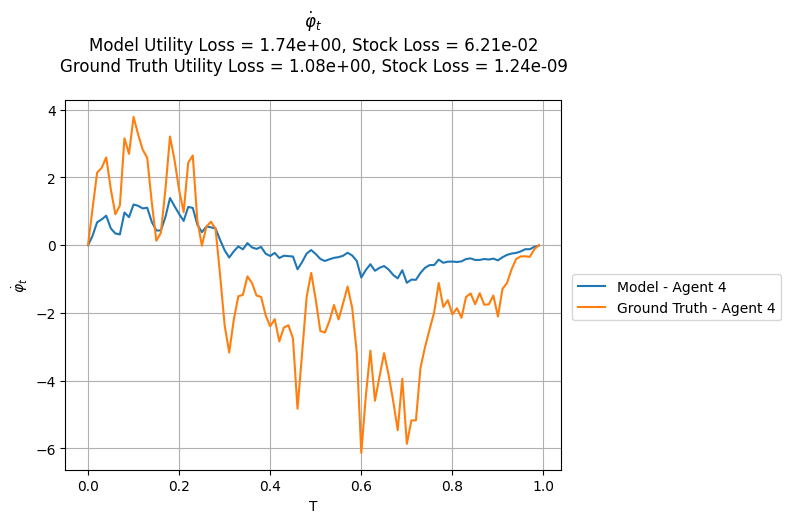 φ̇ₜ
Model Utility Loss = 1.74e+00, Stock Loss = 6.21e-02
Ground Truth Utility Loss = 1.08e+00, Stock Loss = 1.24e-09
4
2
0
−2
−4
−6
φ̇ₜ
0.0 0.2 0.4 0.6 0.8 1.0
T
Model - Agent 4
Ground Truth - Agent 4